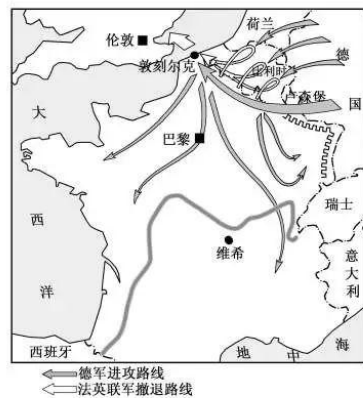 伦敦
荷兰
敦刻尔克
比利时
德
卢森堡
国
大
巴黎
西
瑞士
维希
意
大
利
洋
西班牙
地
中
海
德军进攻路线
法英联军撤退路线